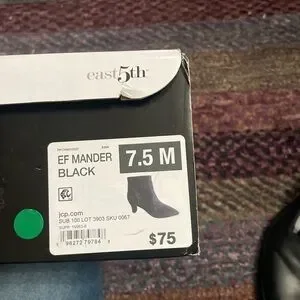 east5th
EF MANDER
BLACK
7.5 M
jcp.com
SUB 100 LOT 3903 SKU 0067
$75